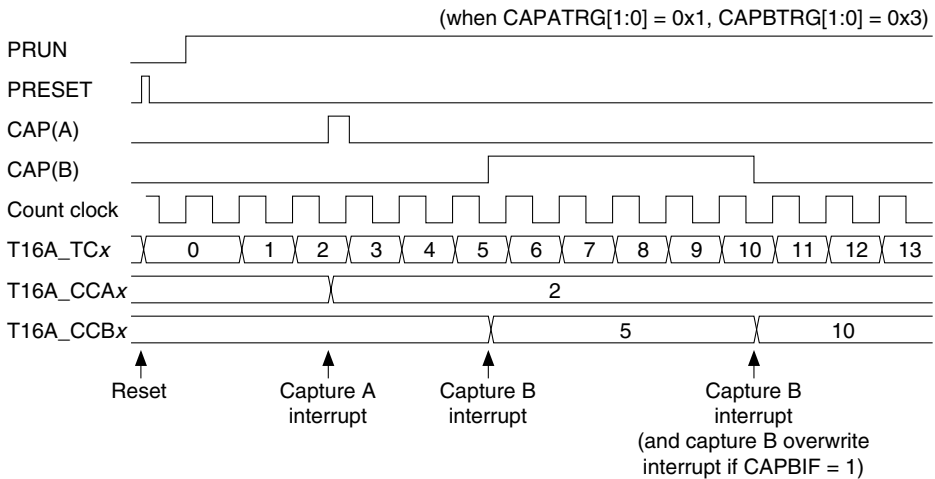 (when CAPATRG[1:0] = 0x1, CAPBTRG[1:0] = 0x3)
PRUN
PRESET
CAP(A)
CAP(B)
Count clock
T16A_TCx 0 1 2 3 4 5 6 7 8 9 10 11 12 13
T16A_CCAx 2
T16A_CCBx 5 10
Reset
Capture A
interrupt
Capture B
interrupt
Capture B
interrupt
(and capture B overwrite
interrupt if CAPBIF = 1)